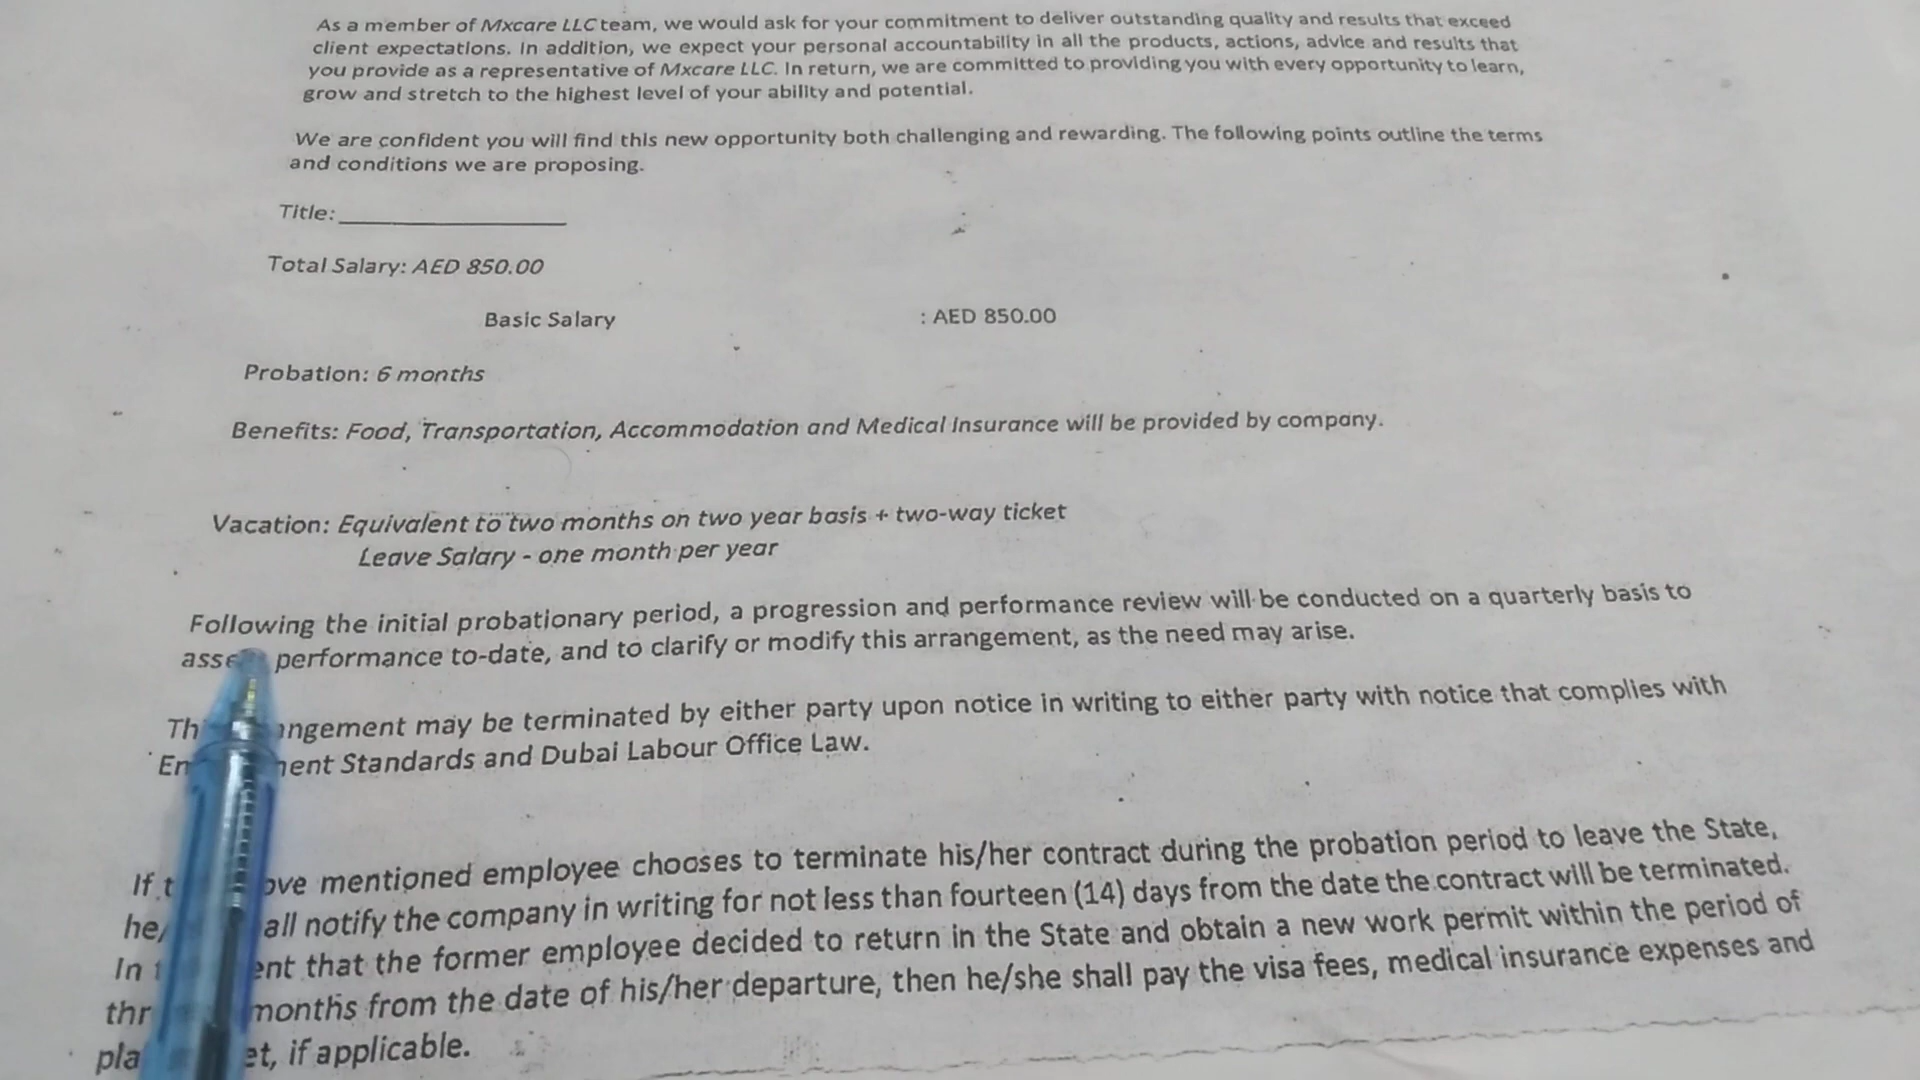 As a member of Mxcare LLC team, we would ask for your commitment to deliver outstanding quality and results that exceed
client expectations. In addition, we expect your personal accountability in all the products, actions, advice and results that
you provide as a representative of Mxcare LLC. In return, we are committed to providing you with every opportunity to learn,
grow and stretch to the highest level of your ability and potential.
We are confident you will find this new opportunity both challenging and rewarding. The following points outline the terms
and conditions we are proposing.
Title:
Total Salary: AED 850.00
Basic Salary : AED 850.00
Probation: 6 months
Benefits: Food, Transportation, Accommodation and Medical Insurance will be provided by company.
Vacation: Equivalent to two months on two year basis + two-way ticket
Leave Salary - one month per year
Following the initial probationary period, a progression and performance review will be conducted on a quarterly basis to
performance to-date, and to clarify or modify this arrangement, as the need may arise.
may be terminated by either party upon notice in writing to either party with notice that complies with
Standards and Dubai Labour Office Law.
If mentioned employee chooses to terminate his/her contract during the probation period to leave the State,
notify the company in writing for not less than fourteen (14) days from the date the contract will be terminated.
In that the former employee decided to return in the State and obtain a new work permit within the period of
months from the date of his/her departure, then he/she shall pay the visa fees, medical insurance expenses and
if applicable.